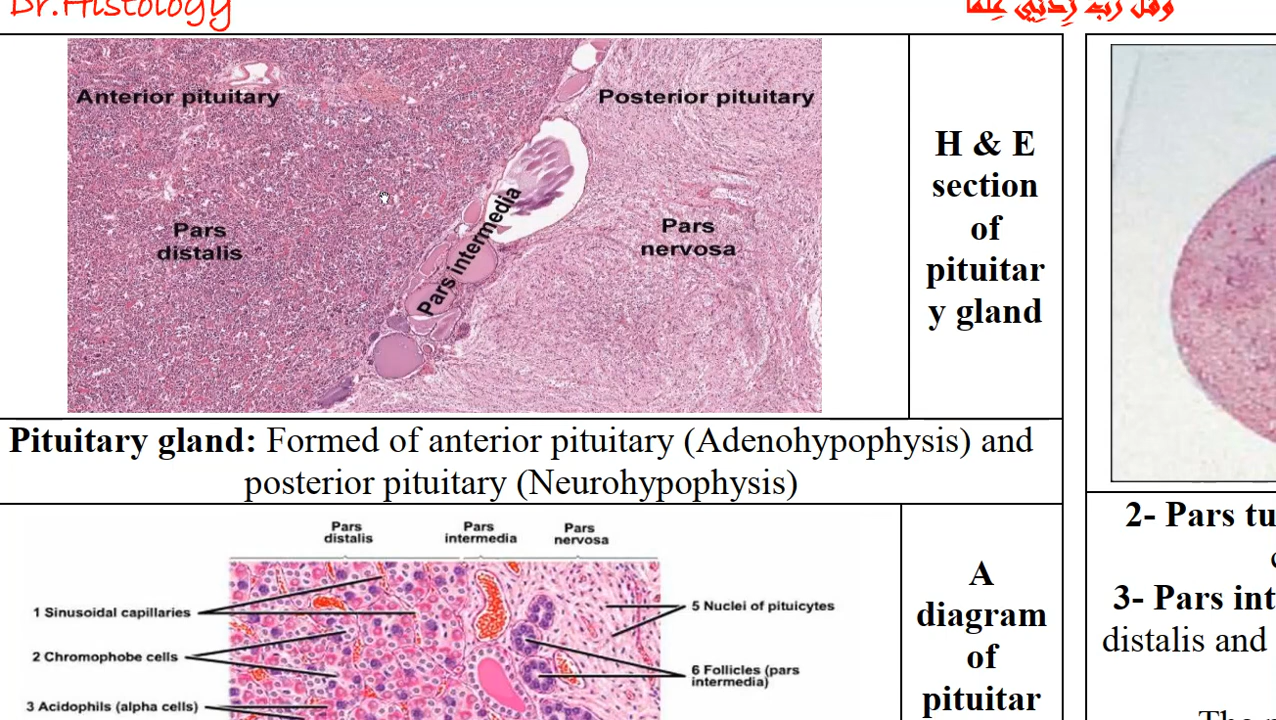 Dr.Histology
وقل رب زدني علما
Anterior pituitary
Posterior pituitary
Pars
distalis
Pars intermedia
Pars
nervosa
H & E
section
of
pituitar
y gland
Pituitary gland: Formed of anterior pituitary (Adenohypophysis) and
posterior pituitary (Neurohypophysis)
Pars
distalis
Pars
intermedia
Pars
nervosa
1 Sinusoidal capillaries
2 Chromophobe cells
3 Acidophils (alpha cells)
5 Nuclei of pituicytes
6 Follicles (pars
intermedia)
A
diagram
of
pituitar
2- Pars tu
3- Pars int
distalis and